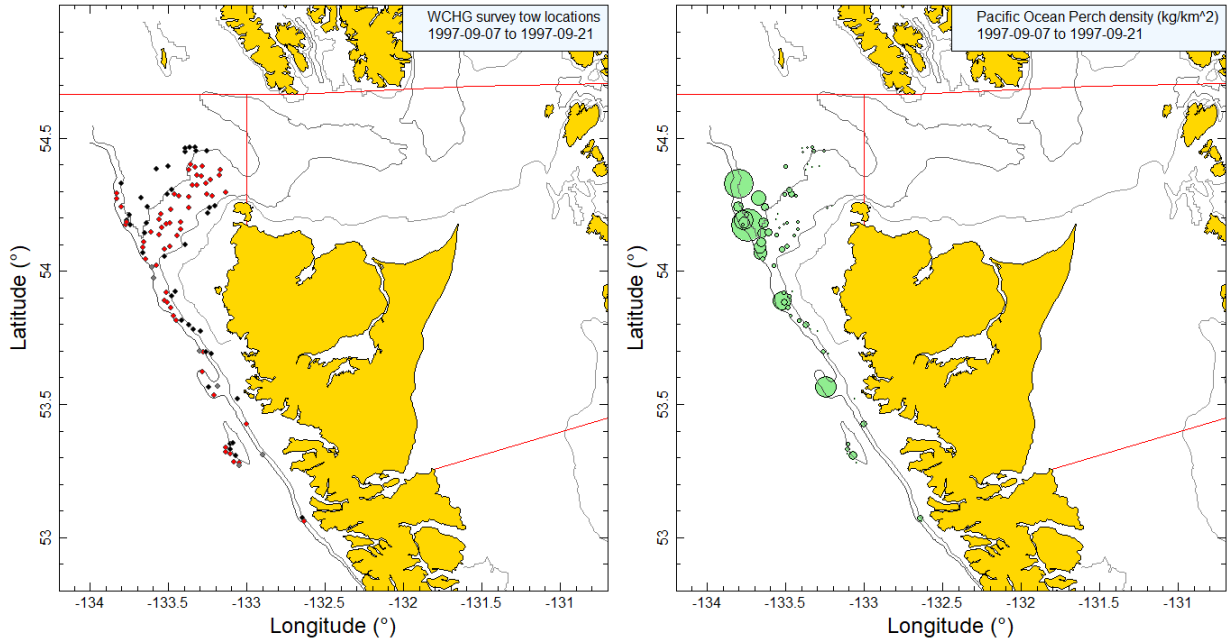 WCHG survey tow locations
1997-09-07 to 1997-09-21
54.5
54
53.5
53
Latitude (°)
-134
-133.5
-133
-132.5
-132
-131.5
-131
Longitude (°)
Pacific Ocean Perch density (kg/km^2)
1997-09-07 to 1997-09-21
54.5
54
53.5
53
Latitude (°)
-134
-133.5
-133
-132.5
-132
-131.5
-131
Longitude (°)